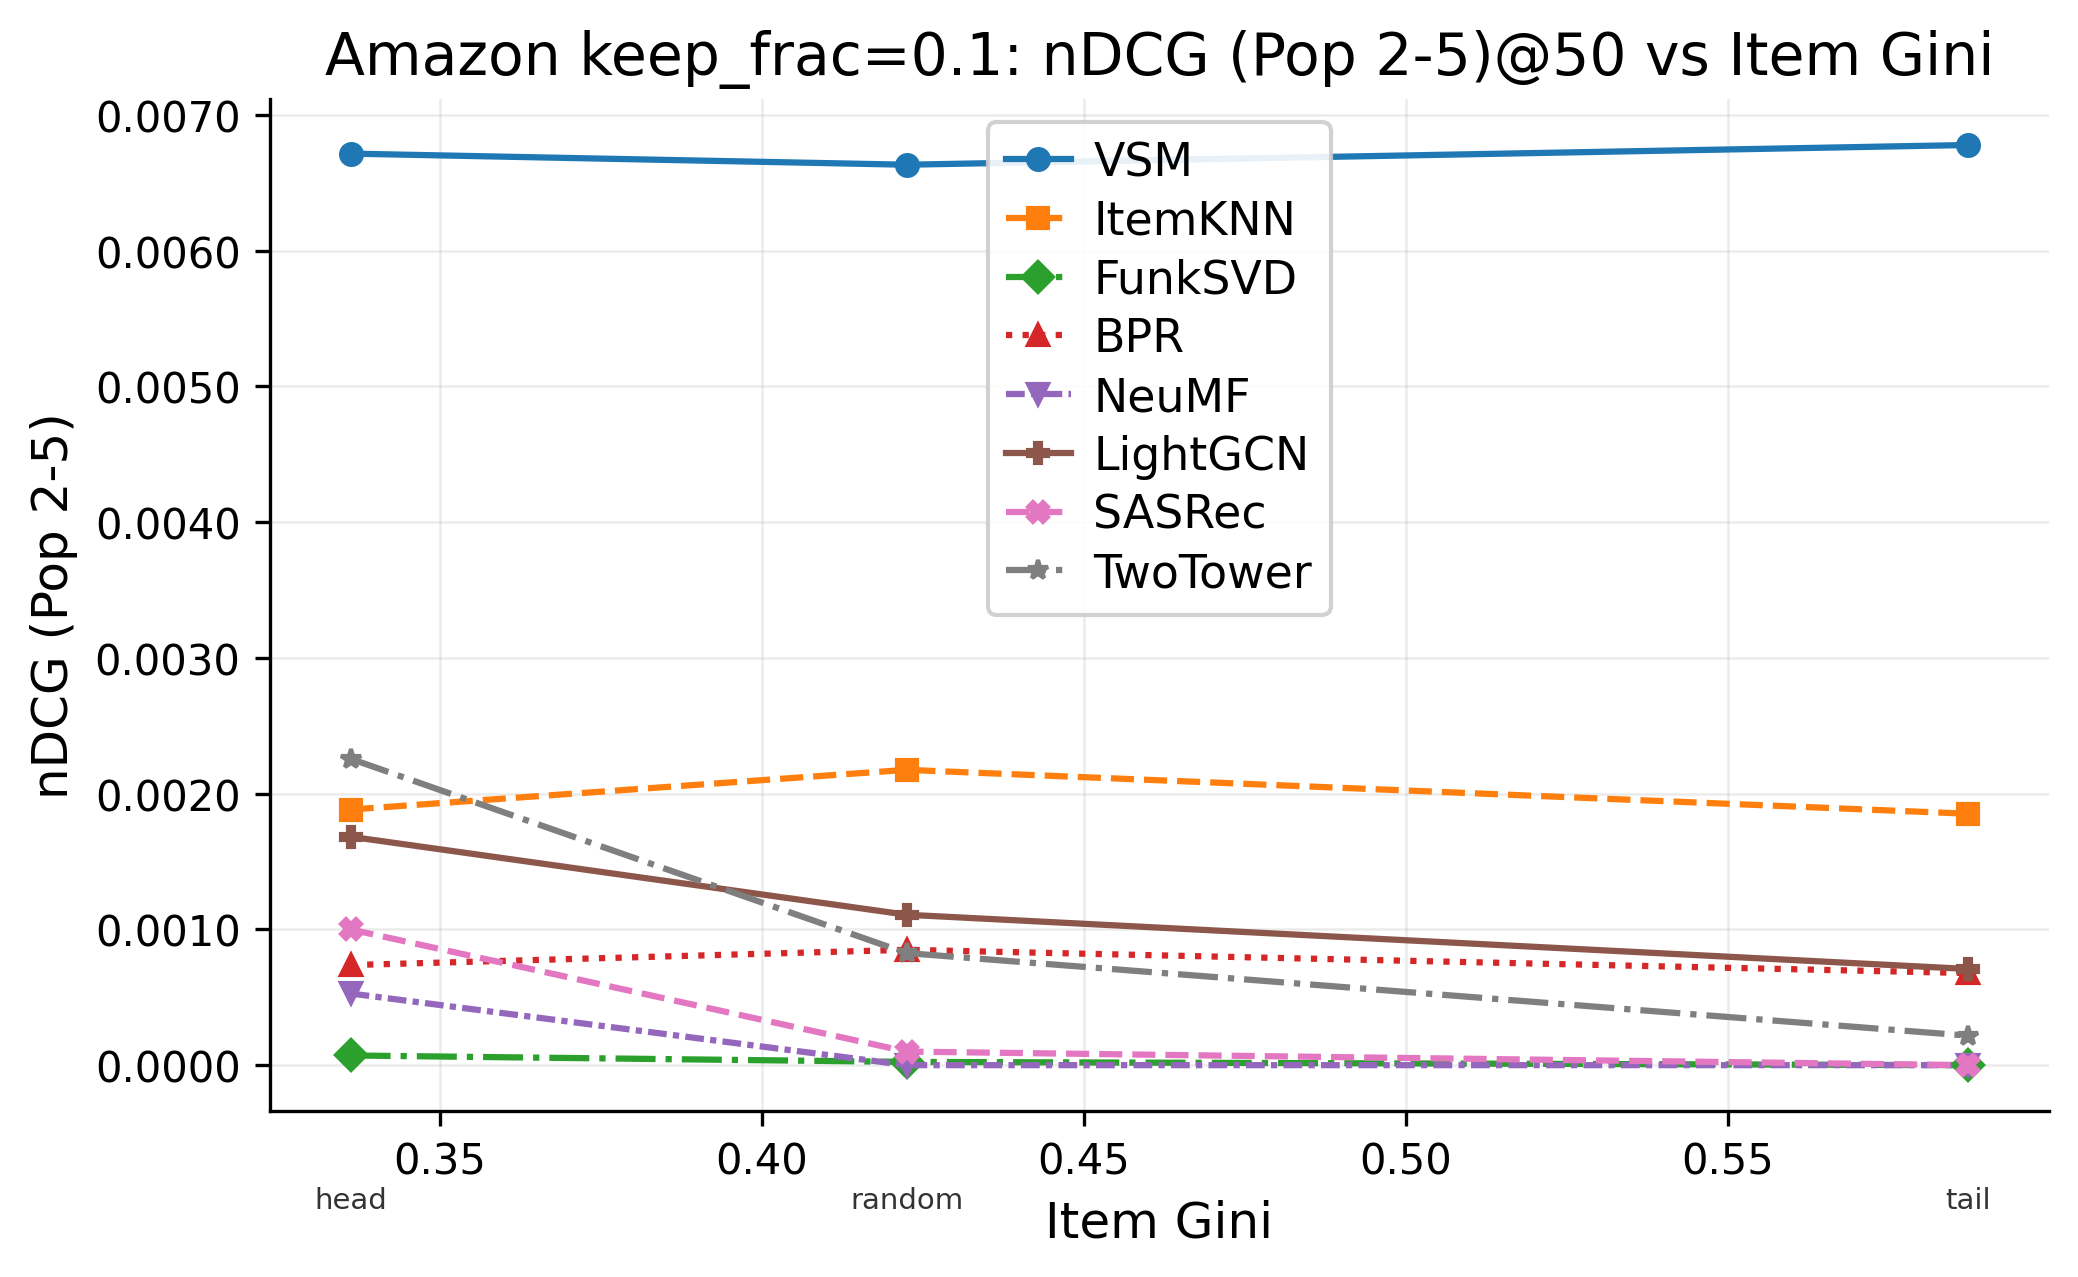 Amazon keep_frac=0.1: nDCG (Pop 2-5)@50 vs Item Gini
nDCG (Pop 2-5)
0.0070
0.0060
0.0050
0.0040
0.0030
0.0020
0.0010
0.0000
VSM
ItemKNN
FunkSVD
BPR
NeuMF
LightGCN
SASRec
TwoTower
0.35 0.40 0.45 0.50 0.55
head random tail
Item Gini